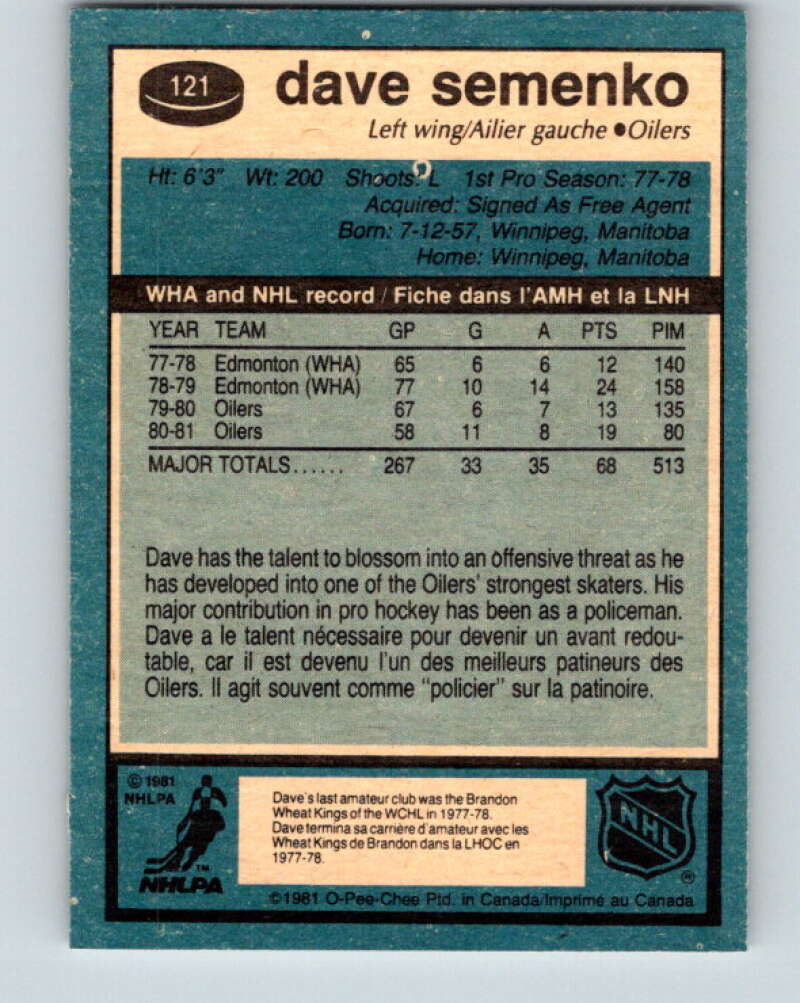 121
dave semenko
Left wing/Ailier gauche ●Oilers
Ht: 6'3" Wt: 200 Shoots: L 1st Pro Season: 77-78
Acquired: Signed As Free Agent
Born: 7-12-57, Winnipeg, Manitoba
Home: Winnipeg, Manitoba
WHA and NHL record / Fiche dans l'AMH et la LNH
YEAR TEAM GP G A PTS PIM
77-78 Edmonton (WHA) 65 6 6 12 140
78-79 Edmonton (WHA) 77 10 14 24 158
79-80 Oilers 67 6 7 13 135
80-81 Oilers 58 11 8 19 80
MAJOR TOTALS...... 267 33 35 68 513
Dave has the talent to blossom into an offensive threat as he
has developed into one of the Oilers' strongest skaters. His
major contribution in pro hockey has been as a policeman.
Dave a le talent nécessaire pour devenir un avant redou-
table, car il est devenu l'un des meilleurs patineurs des
Oilers. Il agit souvent comme "policier" sur la patinoire.
© 1981
NHLPA
TM
NHLPA
Dave's last amateur club was the Brandon
Wheat Kings of the WCHL in 1977-78.
Dave termina sa carrière d'amateur avec les
Wheat Kings de Brandon dans la LHOC en
1977-78.
NHL
®
©1981 O-Pee-Chee Ptd. in Canada/Imprimé au Canada